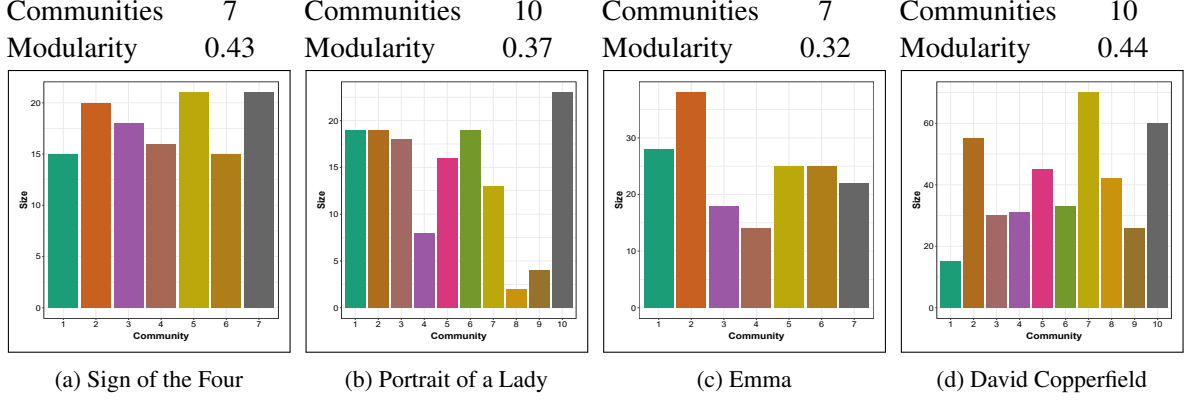 Communities 7
Modularity 0.43
20
15
10
5
0
Size
1 2 3 4 5 6 7
Community
(a) Sign of the Four
Communities 10
Modularity 0.37
20
15
10
5
0
Size
1 2 3 4 5 6 7 8 9 10
Community
(b) Portrait of a Lady
Communities 7
Modularity 0.32
30
20
10
0
Size
1 2 3 4 5 6 7
Community
(c) Emma
Communities 10
Modularity 0.44
60
40
20
0
Size
1 2 3 4 5 6 7 8 9 10
Community
(d) David Copperfield